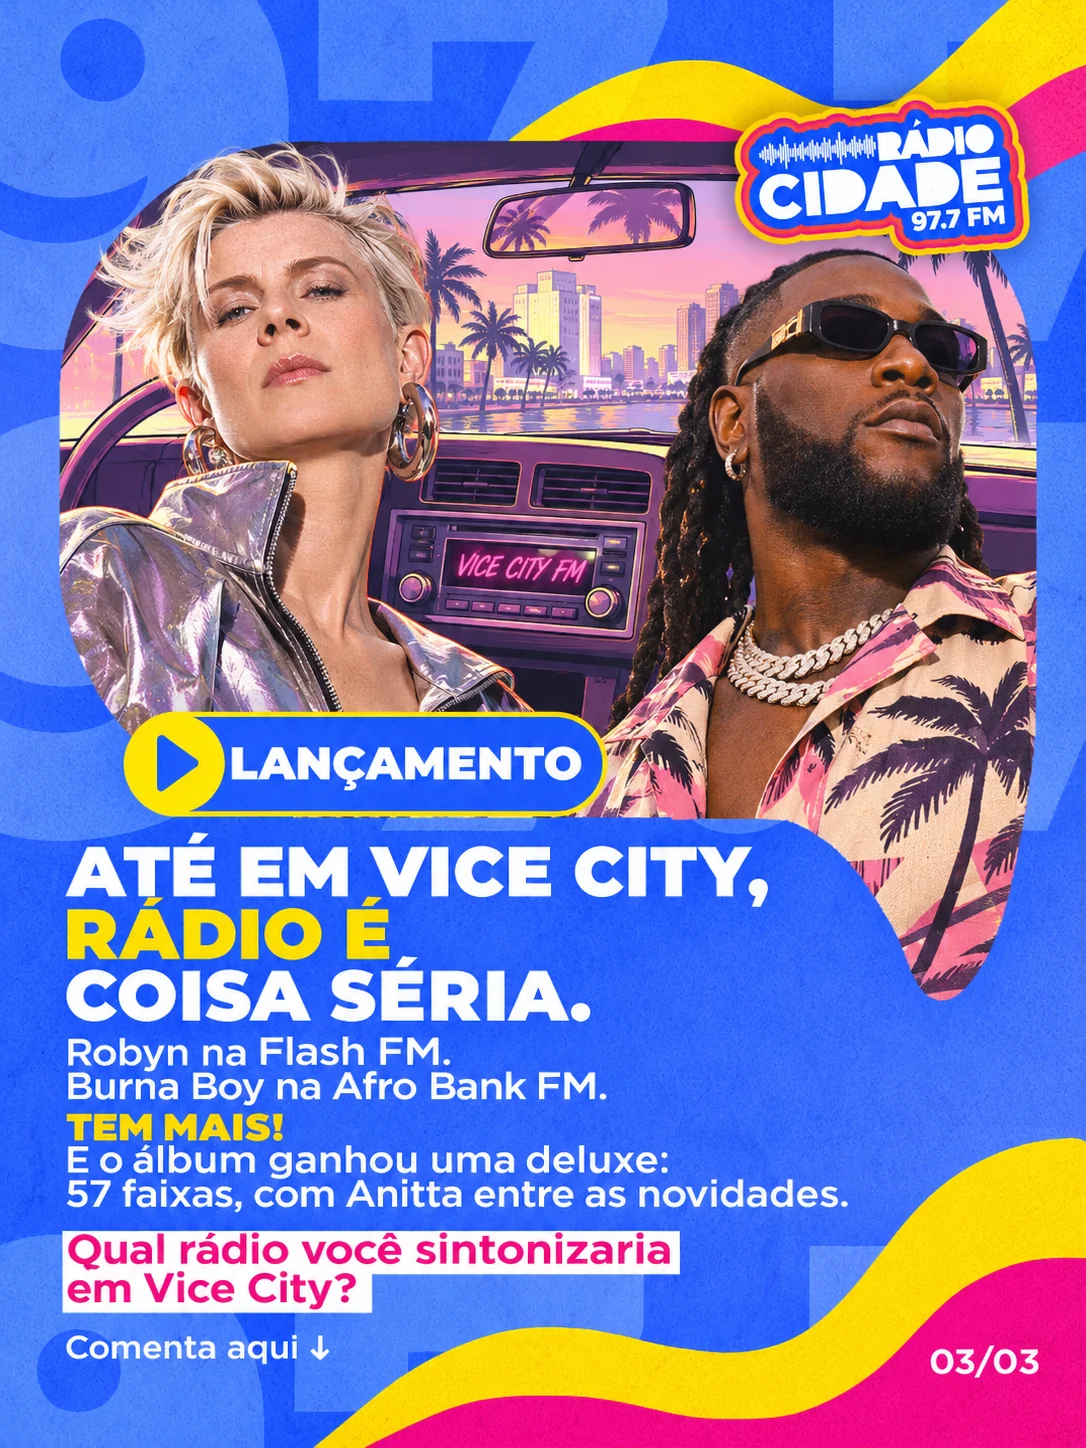 RÁDIO
CIDADE
97.7 FM
VICE CITY FM
LANÇAMENTO
ATÉ EM VICE CITY,
RÁDIO É
COISA SÉRIA.
Robyn na Flash FM.
Burna Boy na Afro Bank FM.
TEM MAIS!
E o álbum ganhou uma deluxe:
57 faixas, com Anitta entre as novidades.
Qual rádio você sintonizaria
em Vice City?
Comenta aqui ↓
03/03